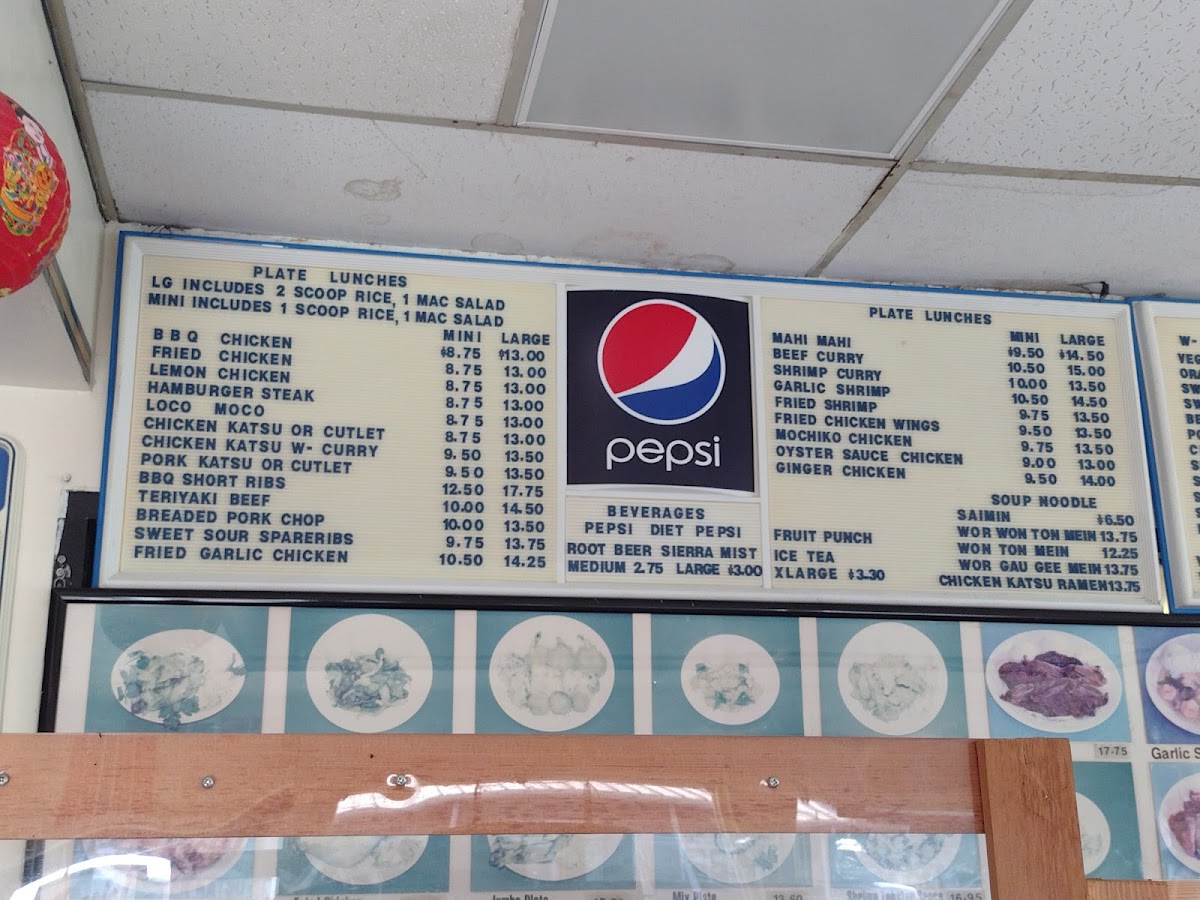 PLATE LUNCHES
LG INCLUDES 2 SCOOP RICE, 1 MAC SALAD
MINI INCLUDES 1 SCOOP RICE, 1 MAC SALAD
MINI LARGE
BBQ CHICKEN $8.75 $13.00
FRIED CHICKEN 8.75 13.00
LEMON CHICKEN 8.75 13.00
HAMBURGER STEAK 8.75 13.00
LOCO MOCO 8.75 13.00
CHICKEN KATSU OR CUTLET 8.75 13.00
CHICKEN KATSU W- CURRY 9.50 13.50
PORK KATSU OR CUTLET 9.50 13.50
BBQ SHORT RIBS 12.50 17.75
TERIYAKI BEEF 10.00 14.50
BREADED PORK CHOP 10.00 13.50
SWEET SOUR SPARERIBS 9.75 13.75
FRIED GARLIC CHICKEN 10.50 14.25
pepsi
BEVERAGES
PEPSI DIET PEPSI
ROOT BEER SIERRA MIST
MEDIUM 2.75 LARGE $3.00
FRUIT PUNCH
ICE TEA
XLARGE $3.30
PLATE LUNCHES
MINI LARGE
MAHI MAHI $9.50 $14.50
BEEF CURRY 10.50 15.00
SHRIMP CURRY 10.00 13.50
GARLIC SHRIMP 10.50 14.50
FRIED SHRIMP 9.75 13.50
FRIED CHICKEN WINGS 9.50 13.50
MOCHIKO CHICKEN 9.75 13.50
OYSTER SAUCE CHICKEN 9.00 13.00
GINGER CHICKEN 9.50 14.00
SOUP NOODLE
SAIMIN $6.50
WOR WON TON MEIN 13.75
WON TON MEIN 12.25
WOR GAU GEE MEIN 13.75
CHICKEN KATSU RAMEN 13.75
17-75
Garlic S
Mix Plate
16-95